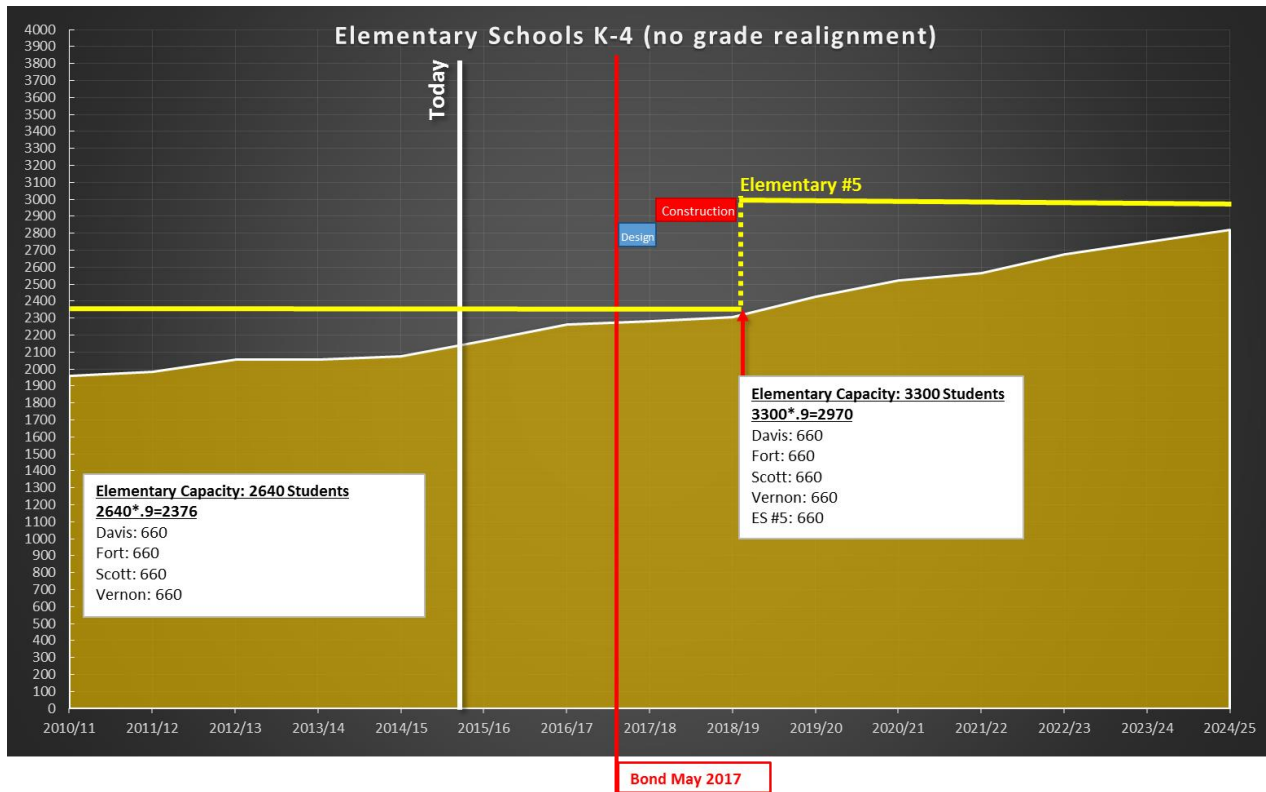 Elementary Schools K-4 (no grade realignment)
4000
3900
3800
3700
3600
3500
3400
3300
3200
3100
3000
2900
2800
2700
2600
2500
2400
2300
2200
2100
2000
1900
1800
1700
1600
1500
1400
1300
1200
1100
1000
900
800
700
600
500
400
300
200
100
0
Today
Elementary #5
Construction
Design
Elementary Capacity: 3300 Students
3300*.9=2970
Davis: 660
Fort: 660
Scott: 660
Vernon: 660
ES #5: 660
Elementary Capacity: 2640 Students
2640*.9=2376
Davis: 660
Fort: 660
Scott: 660
Vernon: 660
2010/11 2011/12 2012/13 2013/14 2014/15 2015/16 2016/17 2017/18 2018/19 2019/20 2020/21 2021/22 2022/23 2023/24 2024/25
Bond May 2017